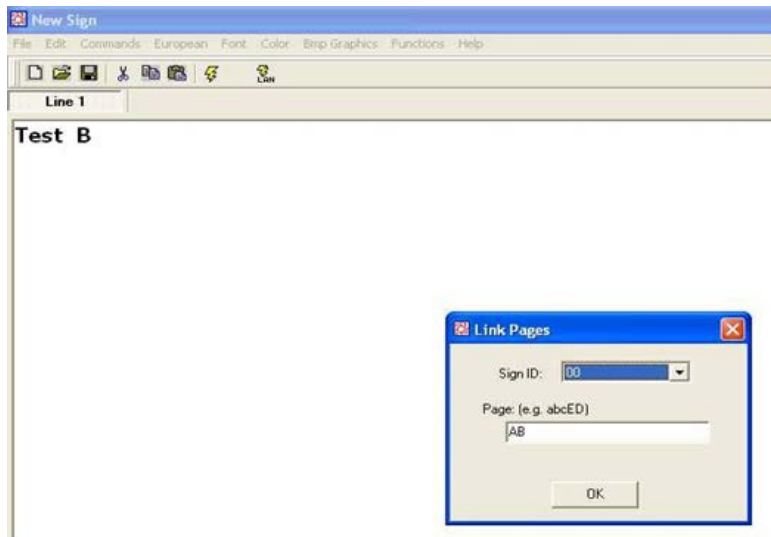 New Sign
File Edit Commands European Font Color Bmp Graphics Functions Help
LAN
Line 1
Test B
Link Pages
Sign ID: 00
Page: (e.g. abcED)
AB
OK